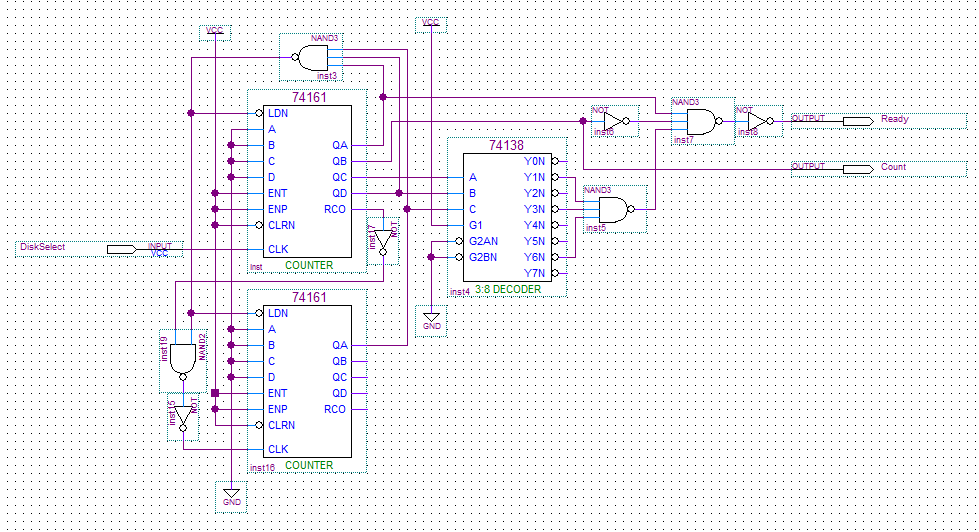 VCC
VCC
NAND3
inst3
74161
LDN
A
B
C
D
ENT
ENP
CLRN
CLK
QA
QB
QC
QD
RCO
inst
COUNTER
DiskSelect
INPUT
VCC
NOT
inst17
74138
A
B
C
G1
G2AN
G2BN
Y0N
Y1N
Y2N
Y3N
Y4N
Y5N
Y6N
Y7N
inst4
3:8 DECODER
GND
NAND3
inst5
NOT
inst6
NAND3
inst7
NOT
inst8
OUTPUT
Ready
OUTPUT
Count
74161
LDN
A
B
C
D
ENT
ENP
CLRN
CLK
QA
QB
QC
QD
RCO
inst16
COUNTER
inst19
NAND2
inst15
NOT
GND